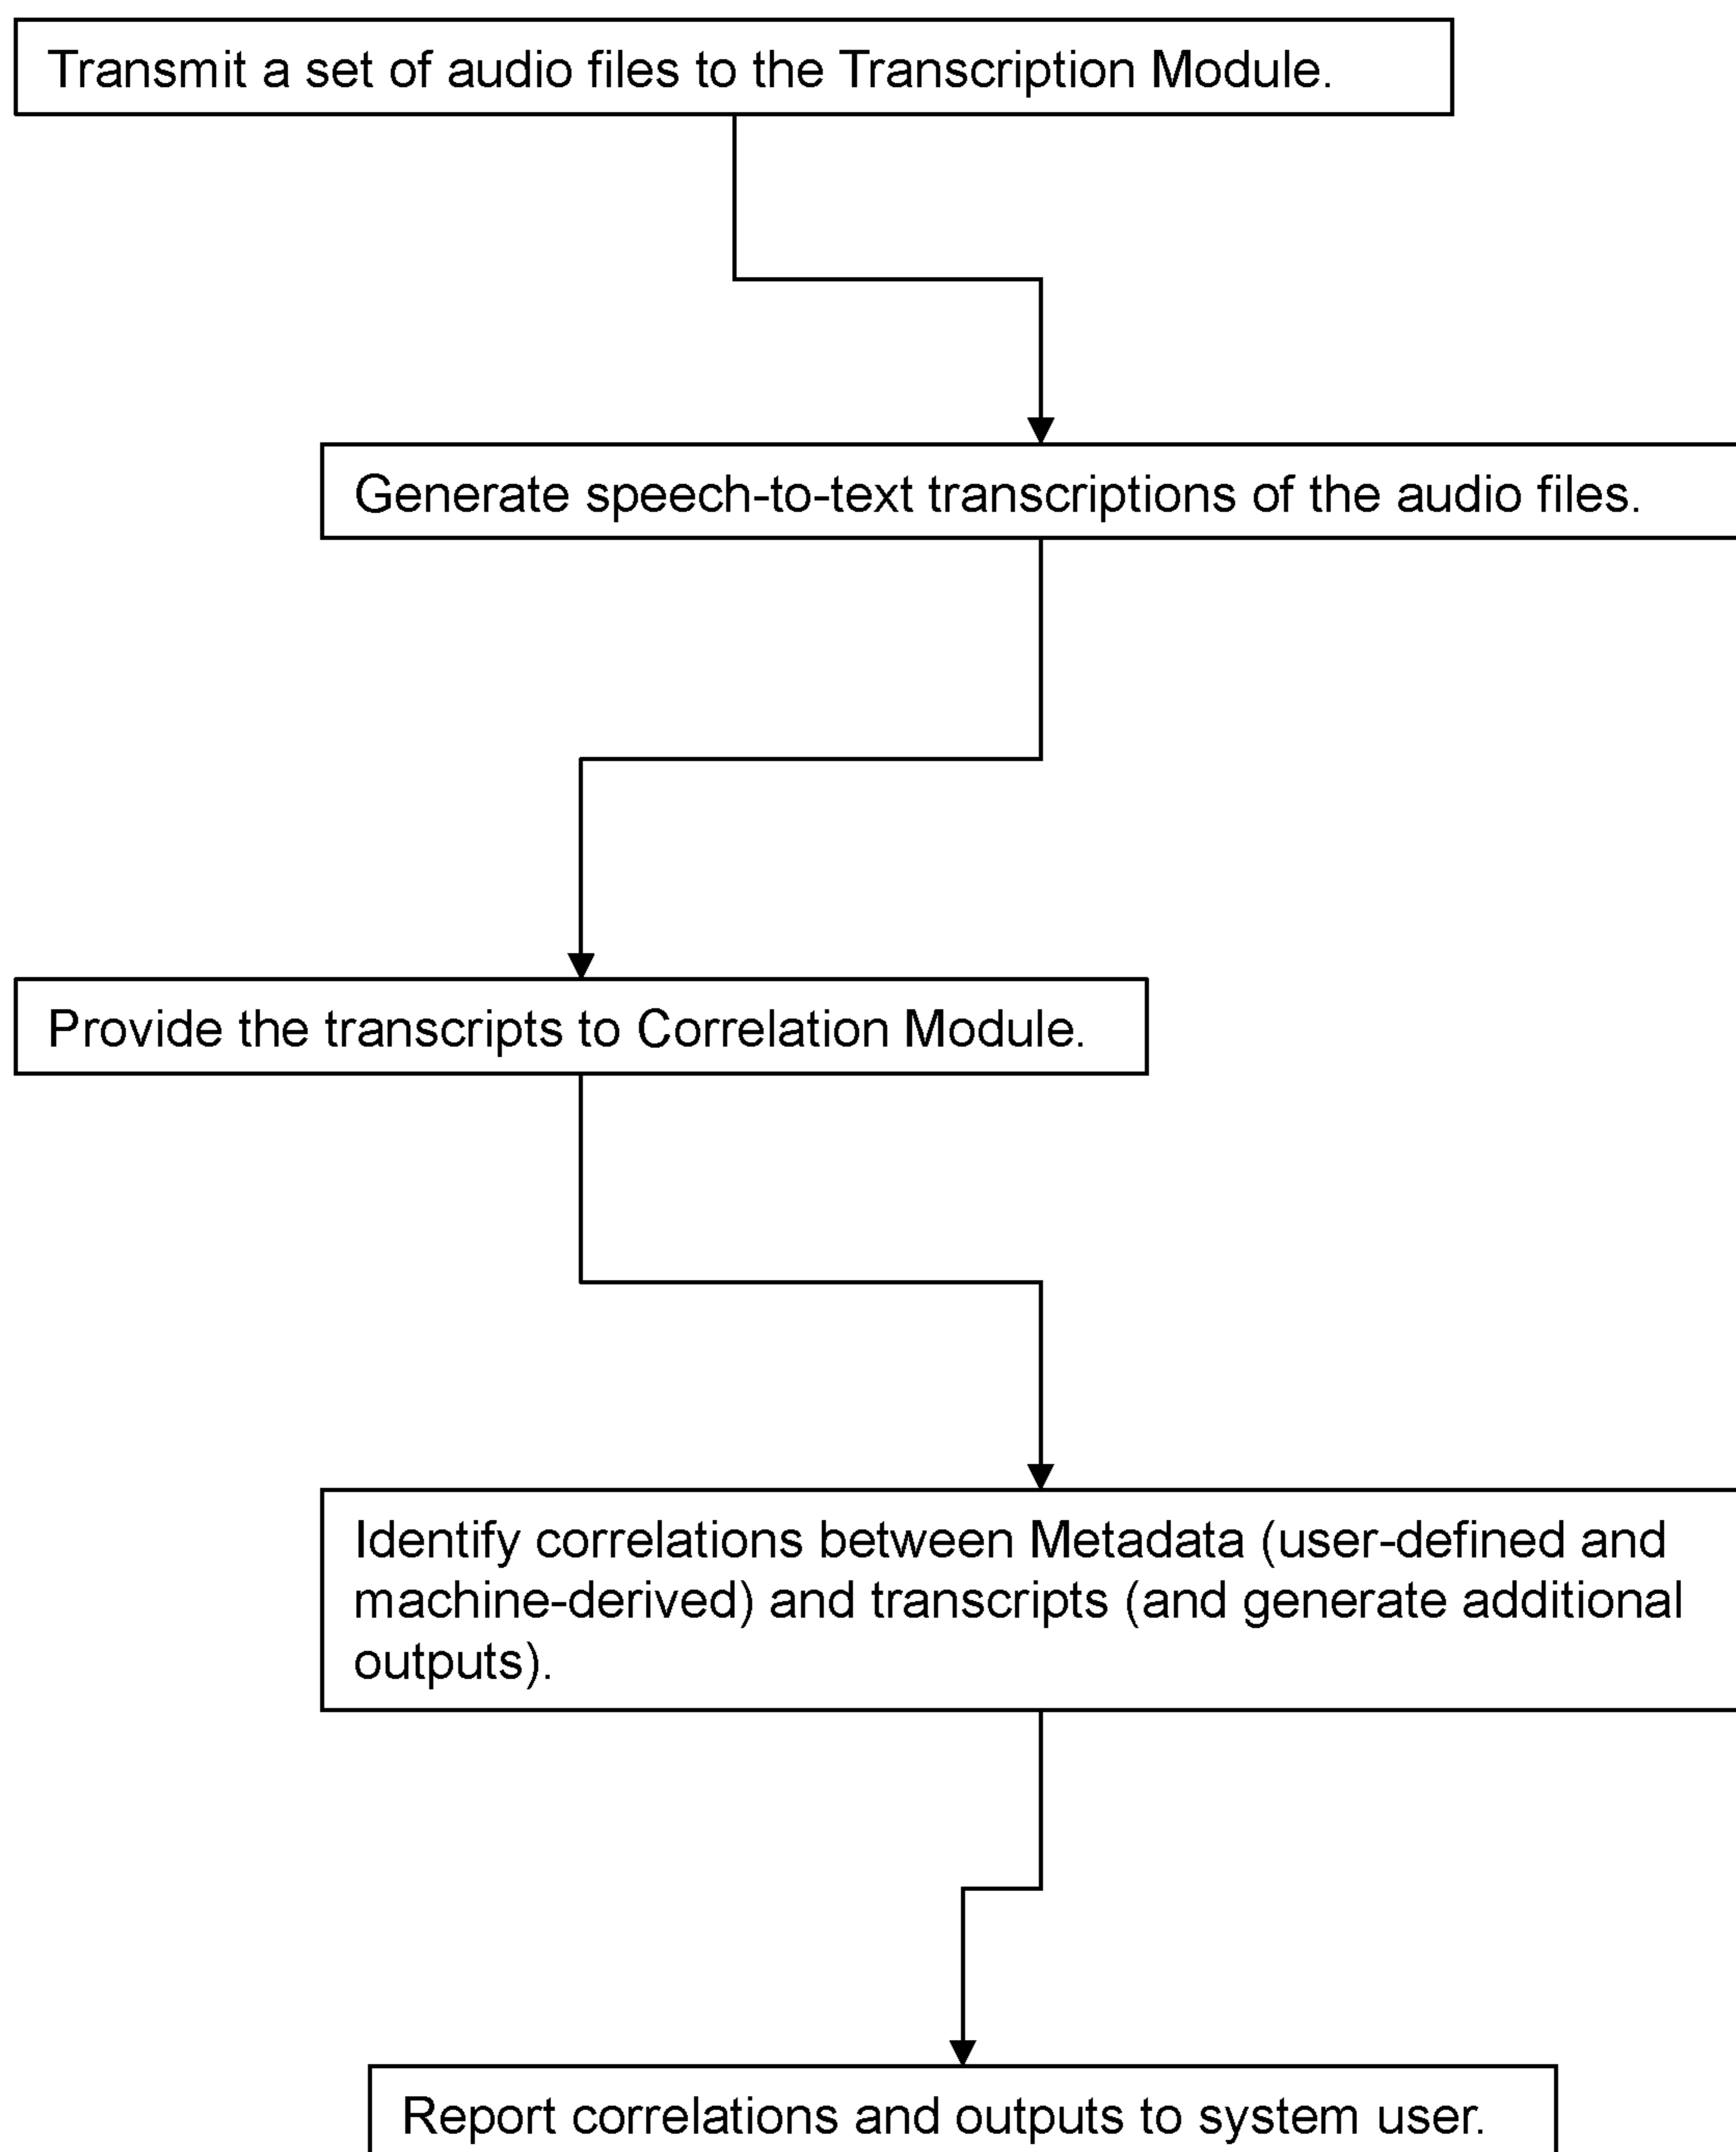 Transmit a set of audio files to the Transcription Module.
Generate speech-to-text transcriptions of the audio files.
Provide the transcripts to Correlation Module.
Identify correlations between Metadata (user-defined and
machine-derived) and transcripts (and generate additional
outputs).
Report correlations and outputs to system user.